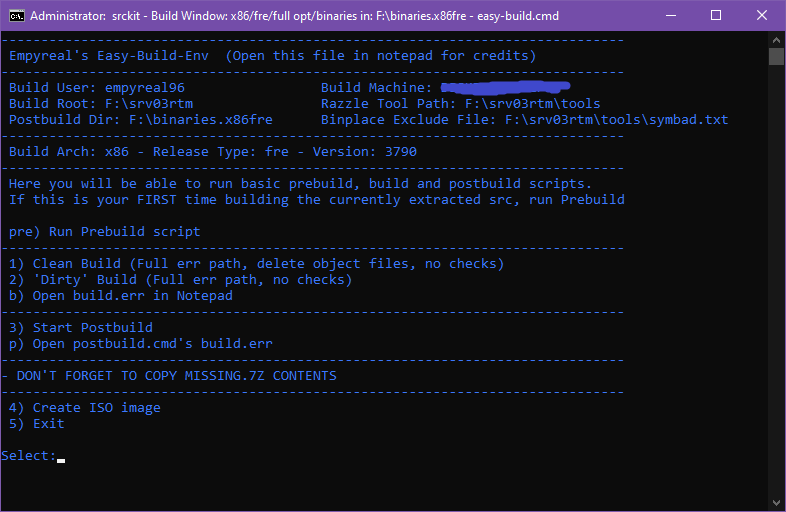 Administrator:  srckit - Build Window: x86/fre/full opt/binaries in: F:\binaries.x86fre - easy-build.cmd
------------------------------------------------------------------------------
Empyreal's Easy-Build-Env  (Open this file in notepad for credits)
------------------------------------------------------------------------------
Build User: empyreal96                  Build Machine:
Build Root: F:\srv03rtm                Razzle Tool Path: F:\srv03rtm\tools
Postbuild Dir: F:\binaries.x86fre      Binplace Exclude File: F:\srv03rtm\tools\symbad.txt
------------------------------------------------------------------------------
Build Arch: x86 - Release Type: fre - Version: 3790
------------------------------------------------------------------------------
Here you will be able to run basic prebuild, build and postbuild scripts.
If this is your FIRST time building the currently extracted src, run Prebuild
pre) Run Prebuild script
------------------------------------------------------------------------------
1) Clean Build (Full err path, delete object files, no checks)
2) 'Dirty' Build (Full err path, no checks)
b) Open build.err in Notepad
------------------------------------------------------------------------------
3) Start Postbuild
p) Open postbuild.cmd's build.err
------------------------------------------------------------------------------
- DON'T FORGET TO COPY MISSING.7Z CONTENTS
------------------------------------------------------------------------------
4) Create ISO image
5) Exit
Select: